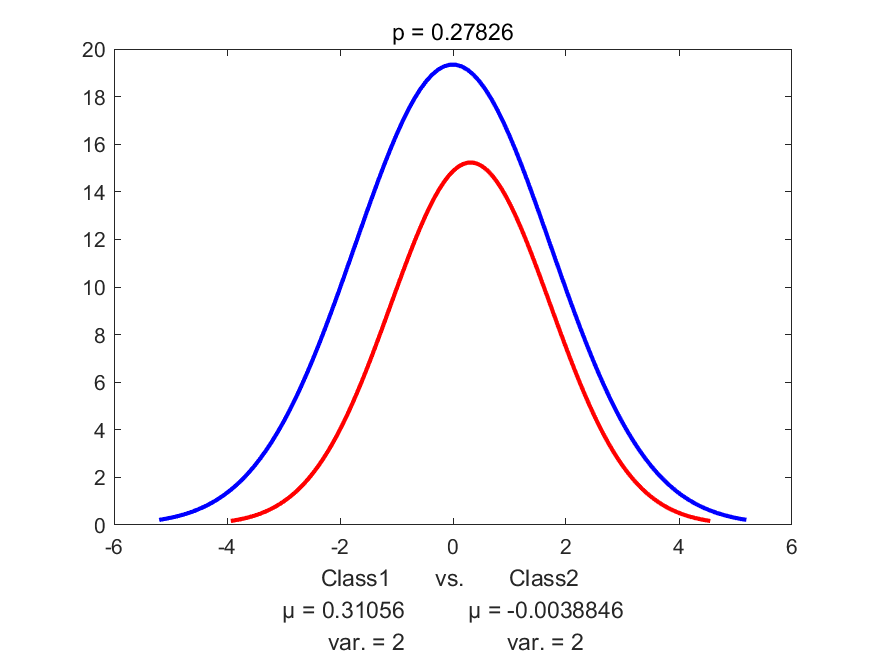 p = 0.27826
20
18
16
14
12
10
8
6
4
2
0
-6 -4 -2 0 2 4 6
Class1 vs. Class2
μ = 0.31056 μ = -0.0038846
var. = 2 var. = 2